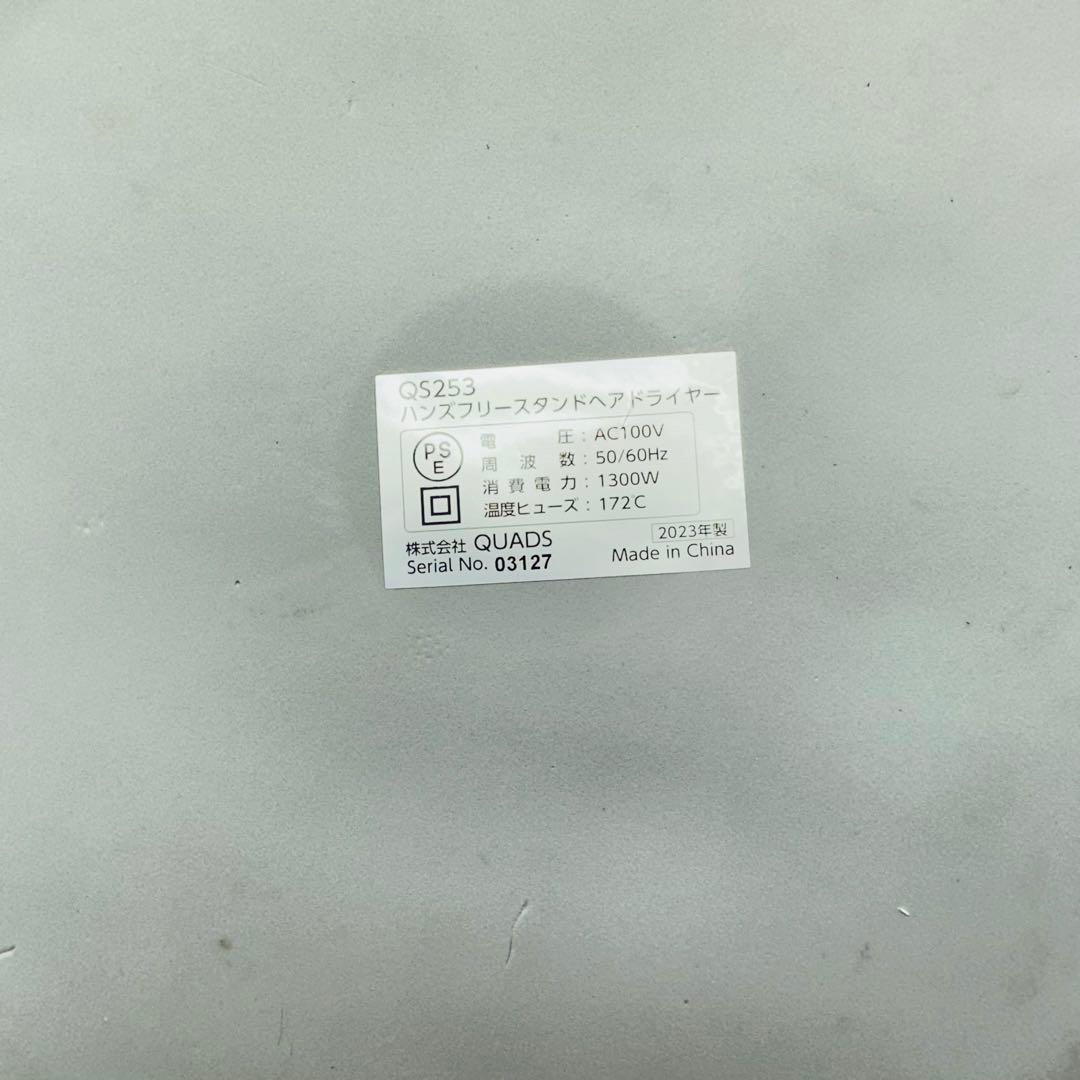 QS253
ハンズフリースタンドヘアドライヤー
PS
E
電圧：AC100V
周波数：50/60Hz
消費電力：1300W
温度ヒューズ：172℃
株式会社 QUADS
2023年製
Serial No. 03127
Made in China